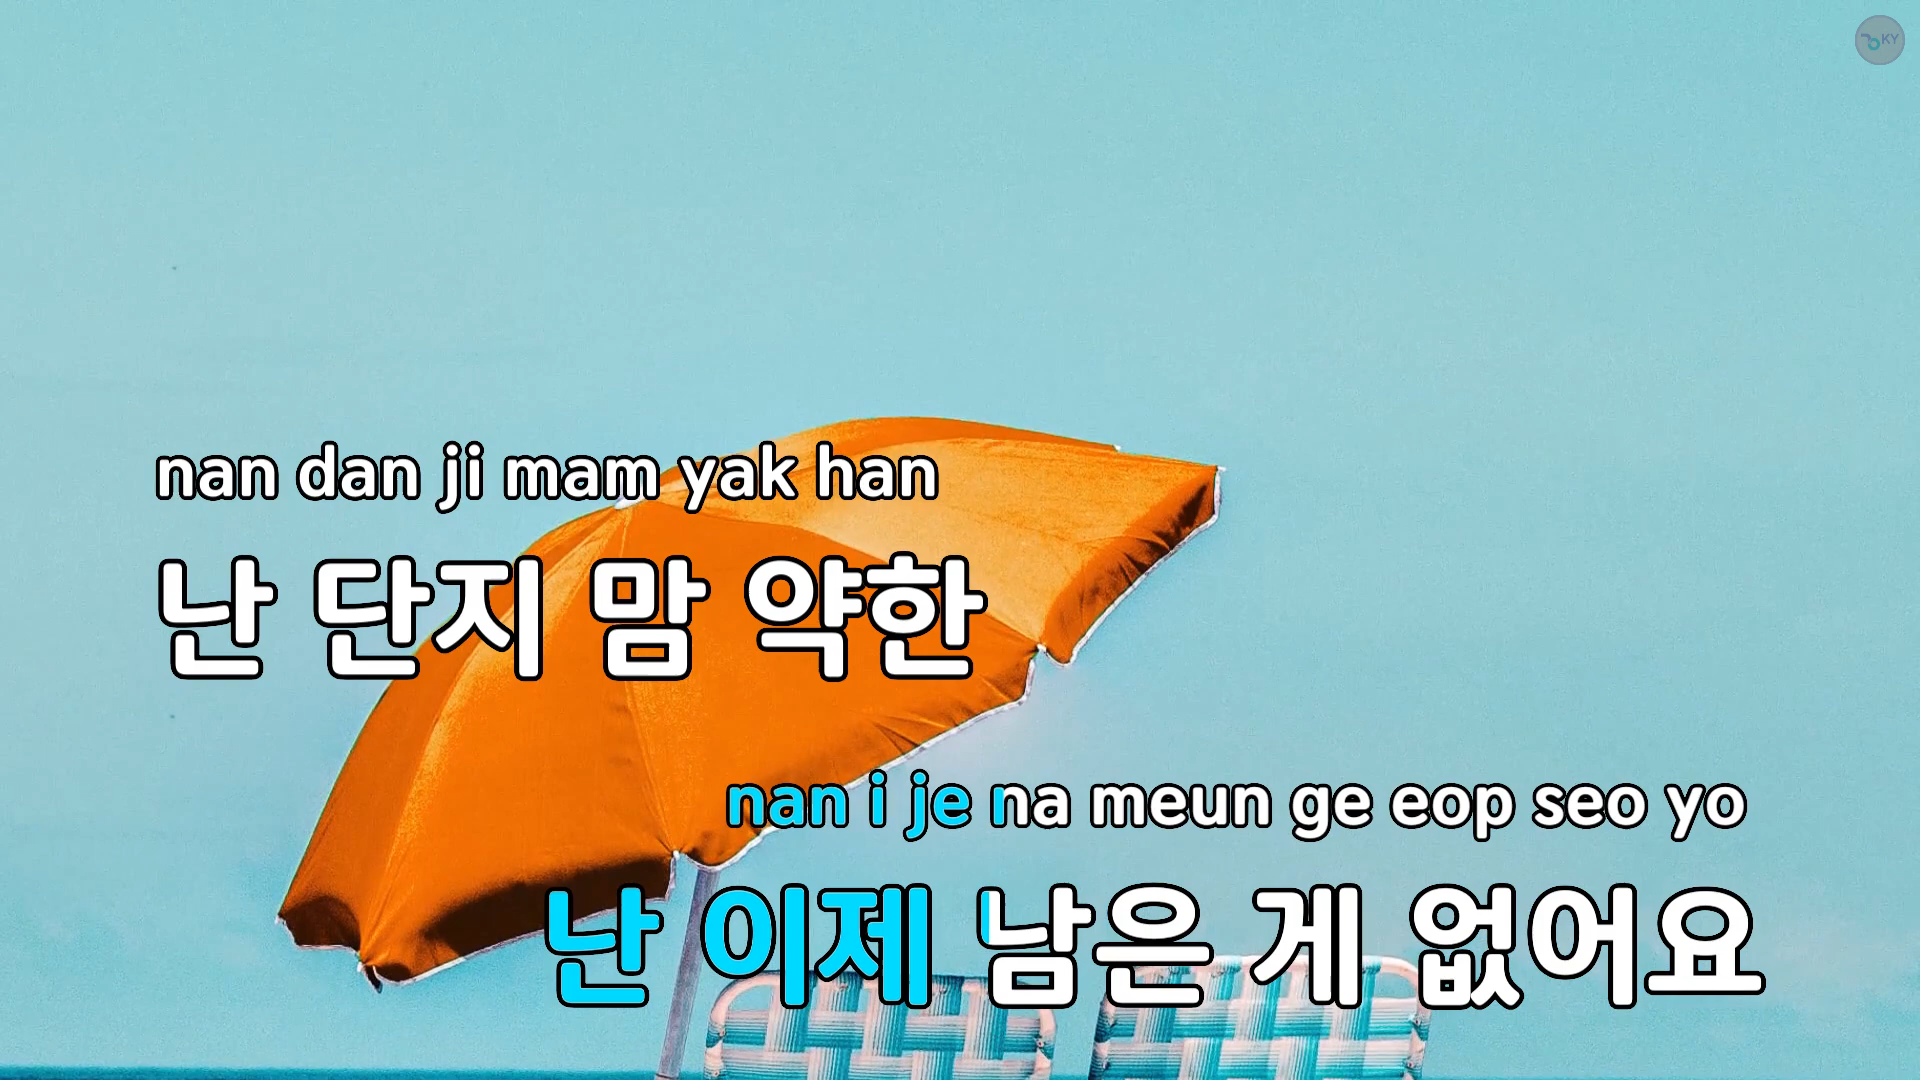 KY
nan dan ji mam yak han
난 단지 맘 약한
nan i je na meun ge eop seo yo
난 이제 남은 게 없어요